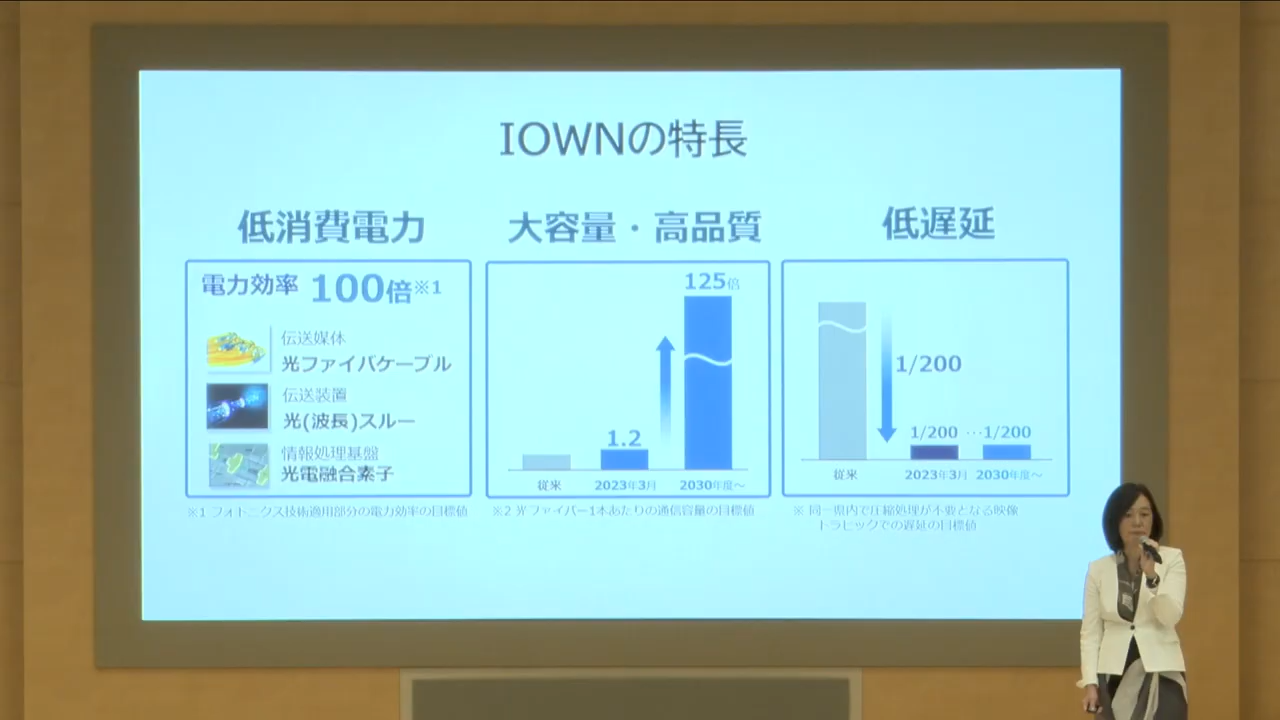 IOWNの特長
低消費電力
電力効率 100倍※1
伝送媒体
光ファイバケーブル
伝送装置
光(波長)スルー
情報処理基盤
光電融合素子
※1 フォトニクス技術適用部分の電力効率の目標値
大容量・高品質
125倍
1.2
従来
2023年3月
2030年度～
※2 光ファイバー1本あたりの通信容量の目標値
低遅延
1/200
1/200 …1/200
従来
2023年3月
2030年度～
※ 同一県内で圧縮処理が不要となる映像
トラヒックでの遅延の目標値